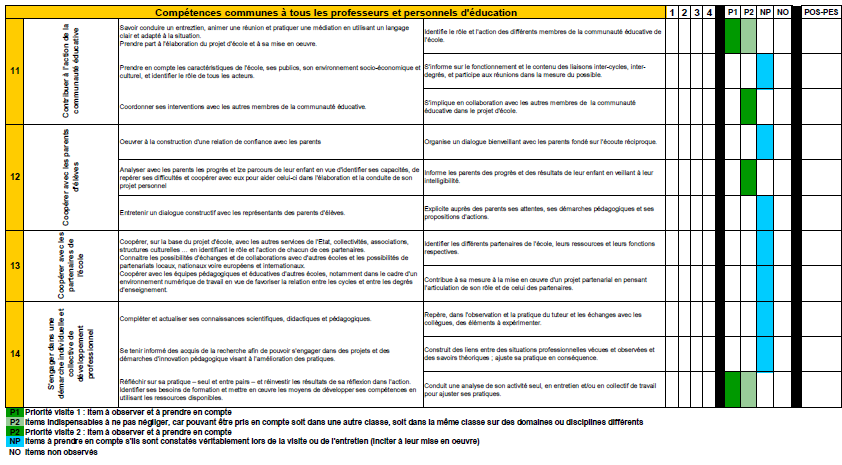 Compétences communes à tous les professeurs et personnels d'éducation 1 2 3 4 P1 P2 NP NO POS-PES
11
Contribuer à l'action de la
communauté éducative
Savoir conduire un entreztien, animer une réunion et pratiquer une médiation en utilisant un langage
clair et adapté à la situation.
Prendre part à l'élaboration du projet d'école et à sa mise en oeuvre.
Identifie le rôle et l'action des différents membres de la communauté éducative de
l'école.
Prendre en compte les caractéristiques de l'école, ses publics, son environnement socio-économique et
culturel, et identifier le rôle de tous les acteurs.
S'informe sur le fonctionnement et le contenu des liaisons inter-cycles, inter-
degrés, et participe aux réunions dans la mesure du possible.
Coordonner ses interventions avec les autres membres de la communauté éducative.
S'implique en collaboration avec les autres membres de la communauté
éducative dans le projet d'école.
12
Coopérer avec les parents
d'élèves
Oeuvrer à la construction d'une relation de confiance avec les parents
Organise un dialogue bienveillant avec les parents fondé sur l'écoute réciproque.
Analyser avec les parents les progrès et lze parcours de leur enfant en vue d'identifier ses capacités, de
repérer ses difficultés et coopérer avec eux pour aider celui-ci dans l'élaboration et la conduite de son
projet personnel
Informe les parents des progrès et des résultats de leur enfant en veillant à leur
intelligibilité.
Entretenir un dialogue constructif avec les représentants des parents d'élèves.
Explicite auprès des parents ses attentes, ses démarches pédagogiques et ses
propositions d'actions.
13
Coopérer avec les
partenaires de
l'école
Coopérer, sur la base du projet d'école, avec les autres services de l'Etat, collectivités, associations,
structures culturelles … en identifiant le rôle et l'action de chacun de ces partenaires.
Connaître les possibilités d'échanges et de collaborations avec d'autres écoles et les possibilités de
partenariats locaux, nationaux voire européens et internationaux.
Coopérer avec les équipes pédagogiques et éducatives d'autres écoles, notamment dans le cadre d'un
environnement numérique de travail en vue de favoriser la relation entre les cycles et entre les degrés
d'enseignement.
Identifier les différents partenaires de l'école, leurs ressources et leurs fonctions
respectives.
Contribue à sa mesure à la mise en œuvre d'un projet partenarial en pensant
l'articulation de son rôle et de celui des partenaires.
14
S'engager dans une
démarche individuelle et
collective de
développement
professionnel
Compléter et actualiser ses connaissances scientifiques, didactiques et pédagogiques.
Repère, dans l'observation et la pratique du tuteur et les échanges avec les
collègues, des éléments à expérimenter.
Se tenir informé des acquis de la recherche afin de pouvoir s'engager dans des projets et des
démarches d'innovation pédagogique visant à l'amélioration des pratiques.
Construit des liens entre des situations professionnelles vécues et observées et
des savoirs théoriques ; ajuste sa pratique en conséquence.
Réfléchir sur sa pratique – seul et entre pairs – et réinvestir les résultats de sa réflexion dans l'action.
Identifier ses besoins de formation et mettre en œuvre les moyens de développer ses compétences en
utilisant les ressources disponibles.
Conduit une analyse de son activité seul, en entretien et/ou en collectif de travail
pour ajuster ses pratiques.
P1 Priorité visite 1 : Item à observer et à prendre en compte
P2 Items indispensables à ne pas négliger, car pouvant être pris en compte soit dans une autre classe, soit dans la même classe sur des domaines ou disciplines différents
P2 Priorité visite 2 : Item à observer et à prendre en compte
NP Items à prendre en compte s'ils sont constatés véritablement lors de la visite ou de l'entretien (inciter à leur mise en oeuvre)
NO Items non observés